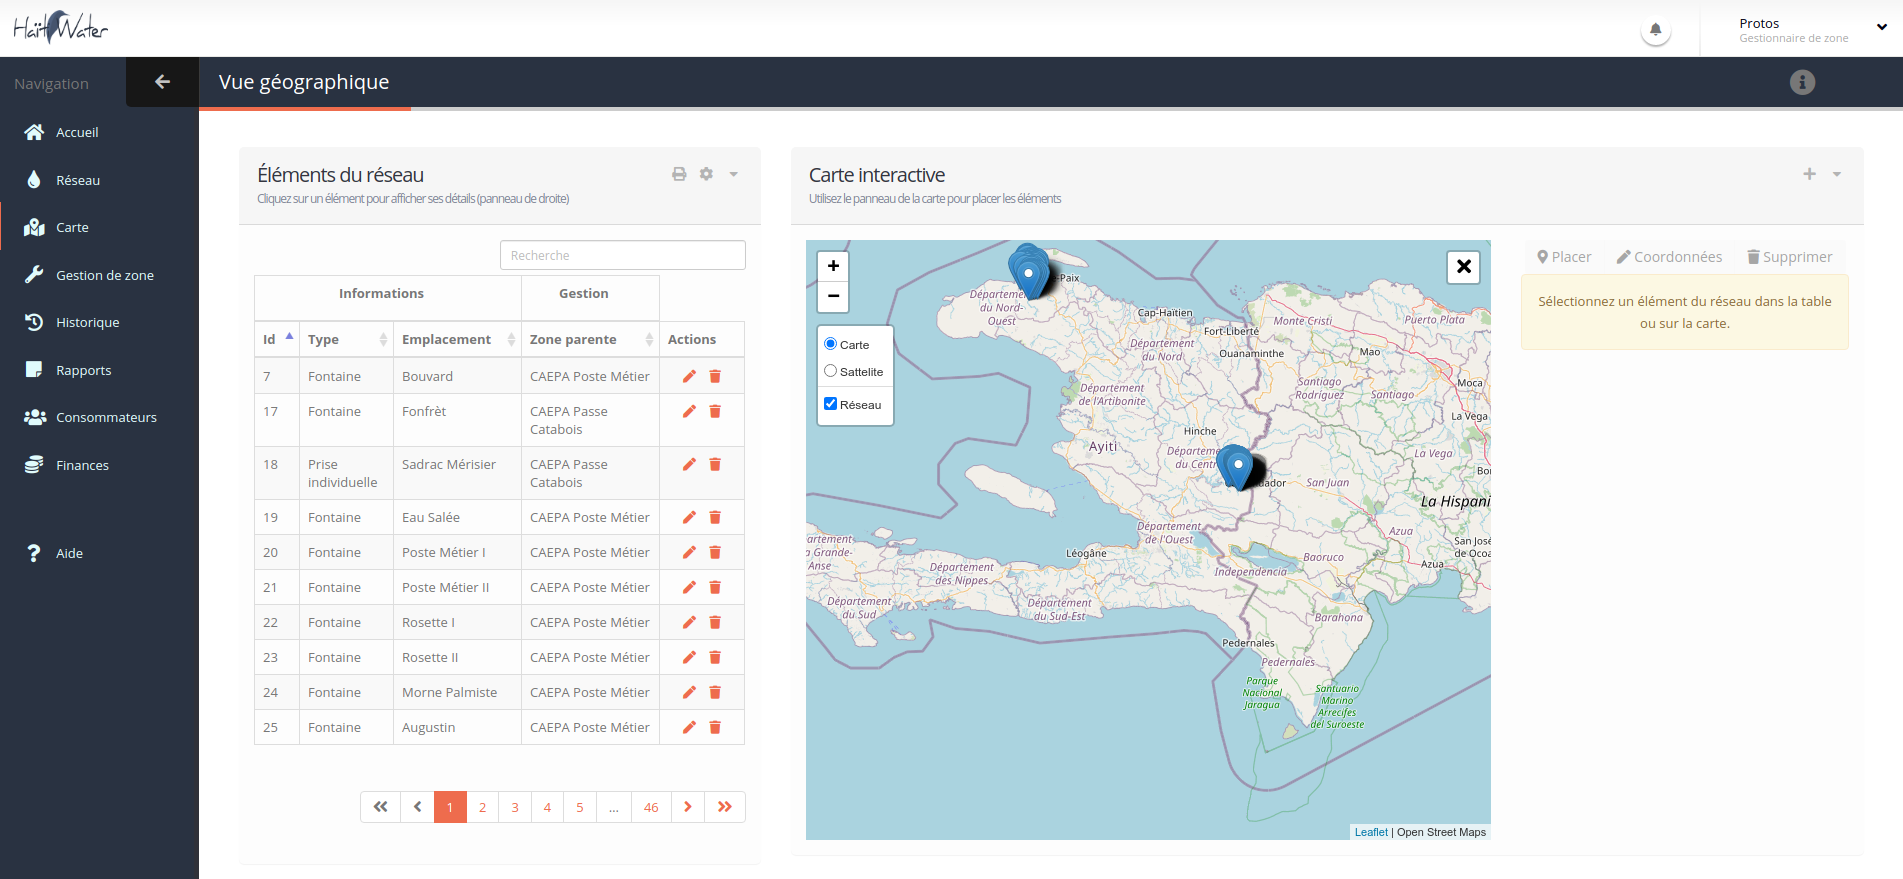 Haïti Water
Protos
Gestionnaire de zone
Navigation
Vue géographique
Accueil
Réseau
Carte
Gestion de zone
Historique
Rapports
Consommateurs
Finances
Aide
Éléments du réseau
Cliquez sur un élément pour afficher ses détails (panneau de droite)
Recherche
Informations Gestion
Id Type Emplacement Zone parente Actions
7 Fontaine Bouvard CAEPA Poste Métier
17 Fontaine Fonfrèt CAEPA Passe
Catabois
18 Prise Sadrac Mérisier CAEPA Passe
individuelle Catabois
19 Fontaine Eau Salée CAEPA Poste Métier
20 Fontaine Poste Métier I CAEPA Poste Métier
21 Fontaine Poste Métier II CAEPA Poste Métier
22 Fontaine Rosette I CAEPA Poste Métier
23 Fontaine Rosette II CAEPA Poste Métier
24 Fontaine Morne Palmiste CAEPA Poste Métier
25 Fontaine Augustin CAEPA Poste Métier
1 2 3 4 5 ... 46
Carte interactive
Utilisez le panneau de la carte pour placer les éléments
+
−
Carte
Sattelite
Réseau
-Paix
Départeme
du Nord-
Ouest
Cap-Haïtien
Fort-Liberté
Monte Cristi
Puerto Plata
Département
du Nord
Ouanaminthe
Mao
Santiago
Rodriguez
Moca
Département
de l'Artibonite
Santiago
La Vega
Hinche
Ayiti
Départeme
du Centr
La Vega
Bo
ador
San Juan
La Hispani
Département
de l'Ouest
Azua
San José
de Ocoa
artement
a Grande-
Anse
Léogâne
Baoruco
Azua
Département
des Nippes
Independencia
Département
du Sud
Département
du Sud-Est
Barahona
Pedernales
Pedernales
Parque
Nacional
Jaragua
Santuario
Marino
Arrecifes
del Suroeste
Leaflet | Open Street Maps
Placer Coordonnées Supprimer
Sélectionnez un élément du réseau dans la table
ou sur la carte.